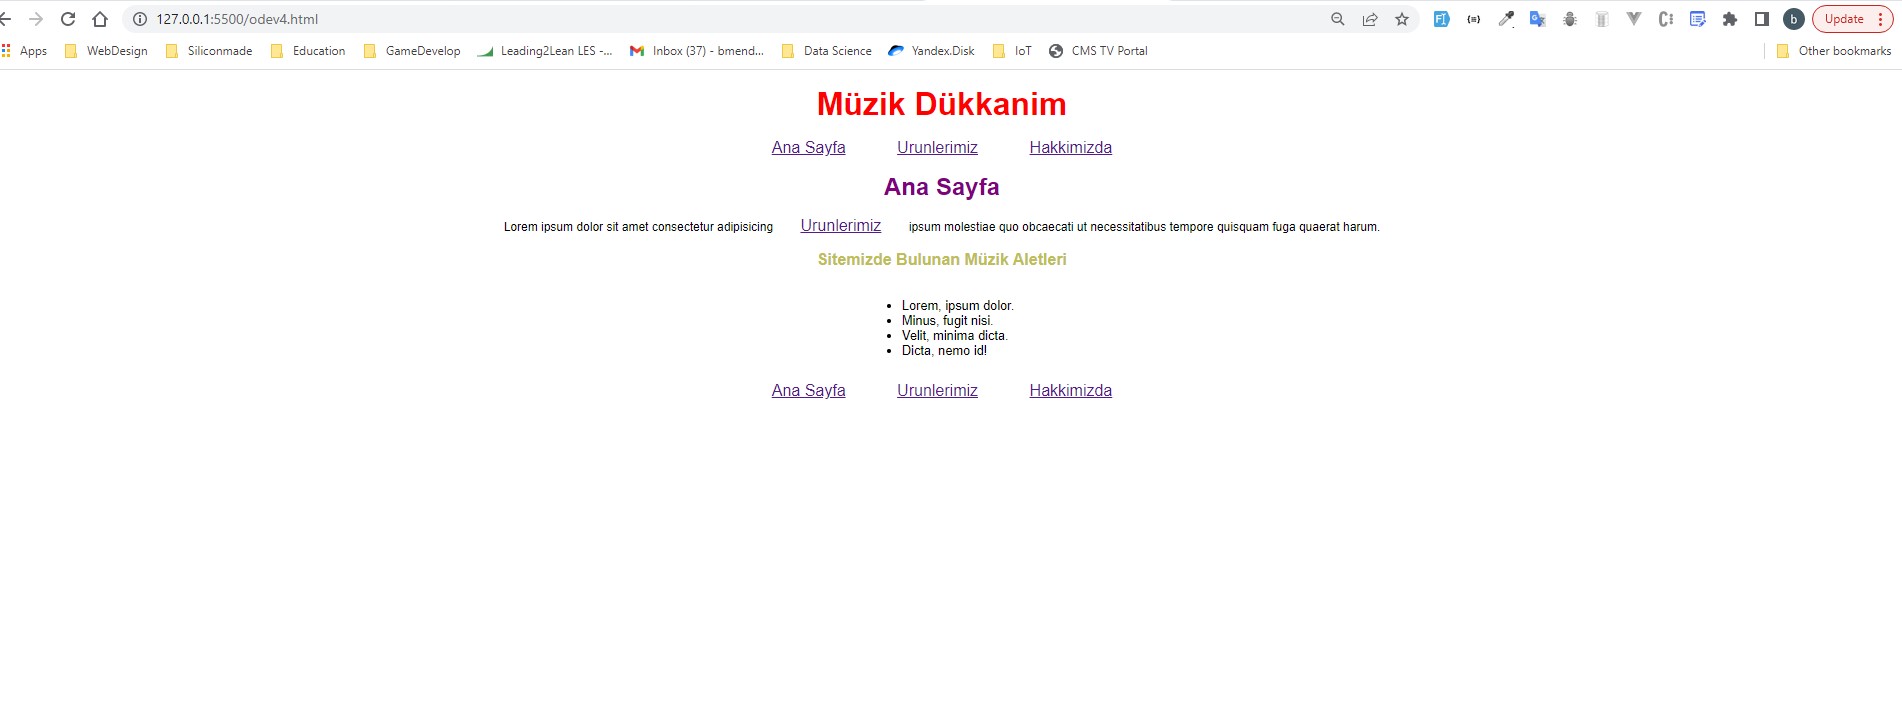 127.0.0.1:5500/odev4.html Update
Apps WebDesign Siliconmade Education GameDevelop Leading2Lean LES -... Inbox (37) - bmend... Data Science Yandex.Disk IoT CMS TV Portal Other bookmarks
Müzik Dükkanim
Ana Sayfa Urunlerimiz Hakkimizda
Ana Sayfa
Lorem ipsum dolor sit amet consectetur adipisicing Urunlerimiz ipsum molestiae quo obcaecati ut necessitatibus tempore quisquam fuga quaerat harum.
Sitemizde Bulunan Müzik Aletleri
• Lorem, ipsum dolor.
• Minus, fugit nisi.
• Velit, minima dicta.
• Dicta, nemo id!
Ana Sayfa Urunlerimiz Hakkimizda